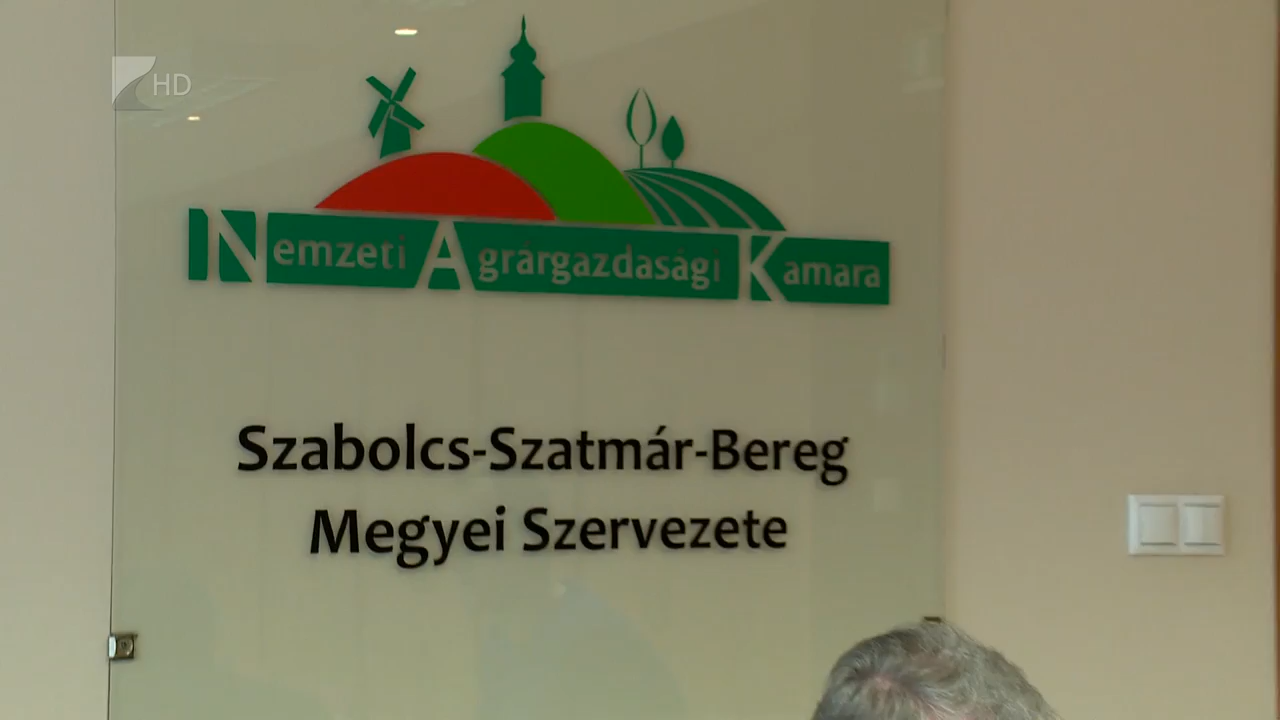 HD
Nemzeti Agrárgazdasági Kamara
Szabolcs-Szatmár-Bereg
Megyei Szervezete